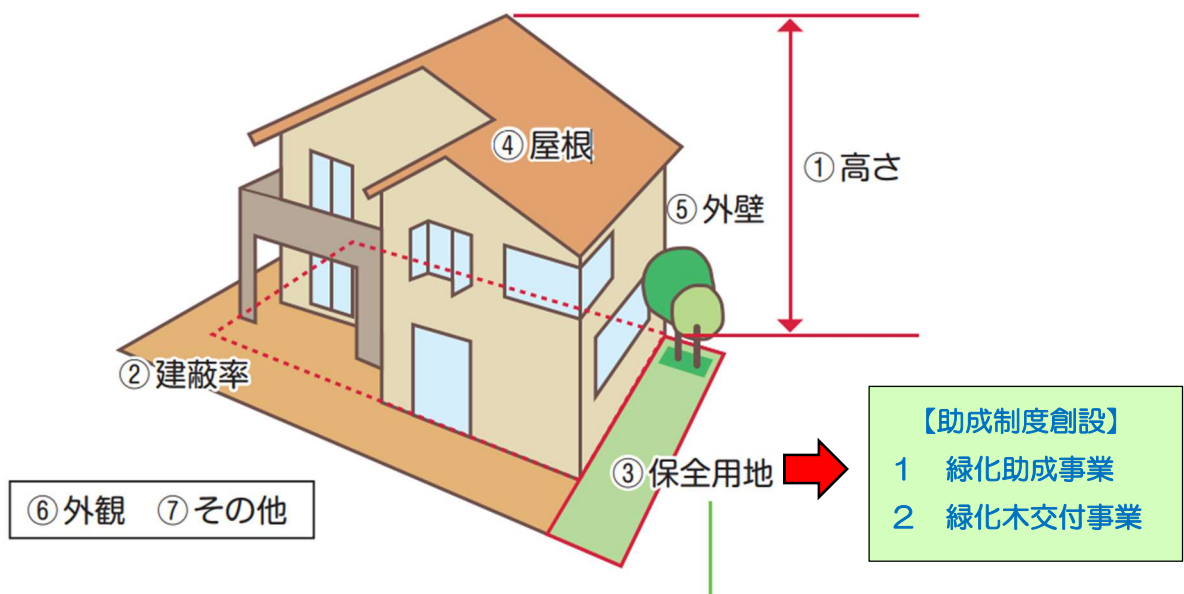 ④屋根
①高さ
⑤外壁
②建蔽率
③保全用地
⑥外観　⑦その他
【助成制度創設】
１　緑化助成事業
２　緑化木交付事業